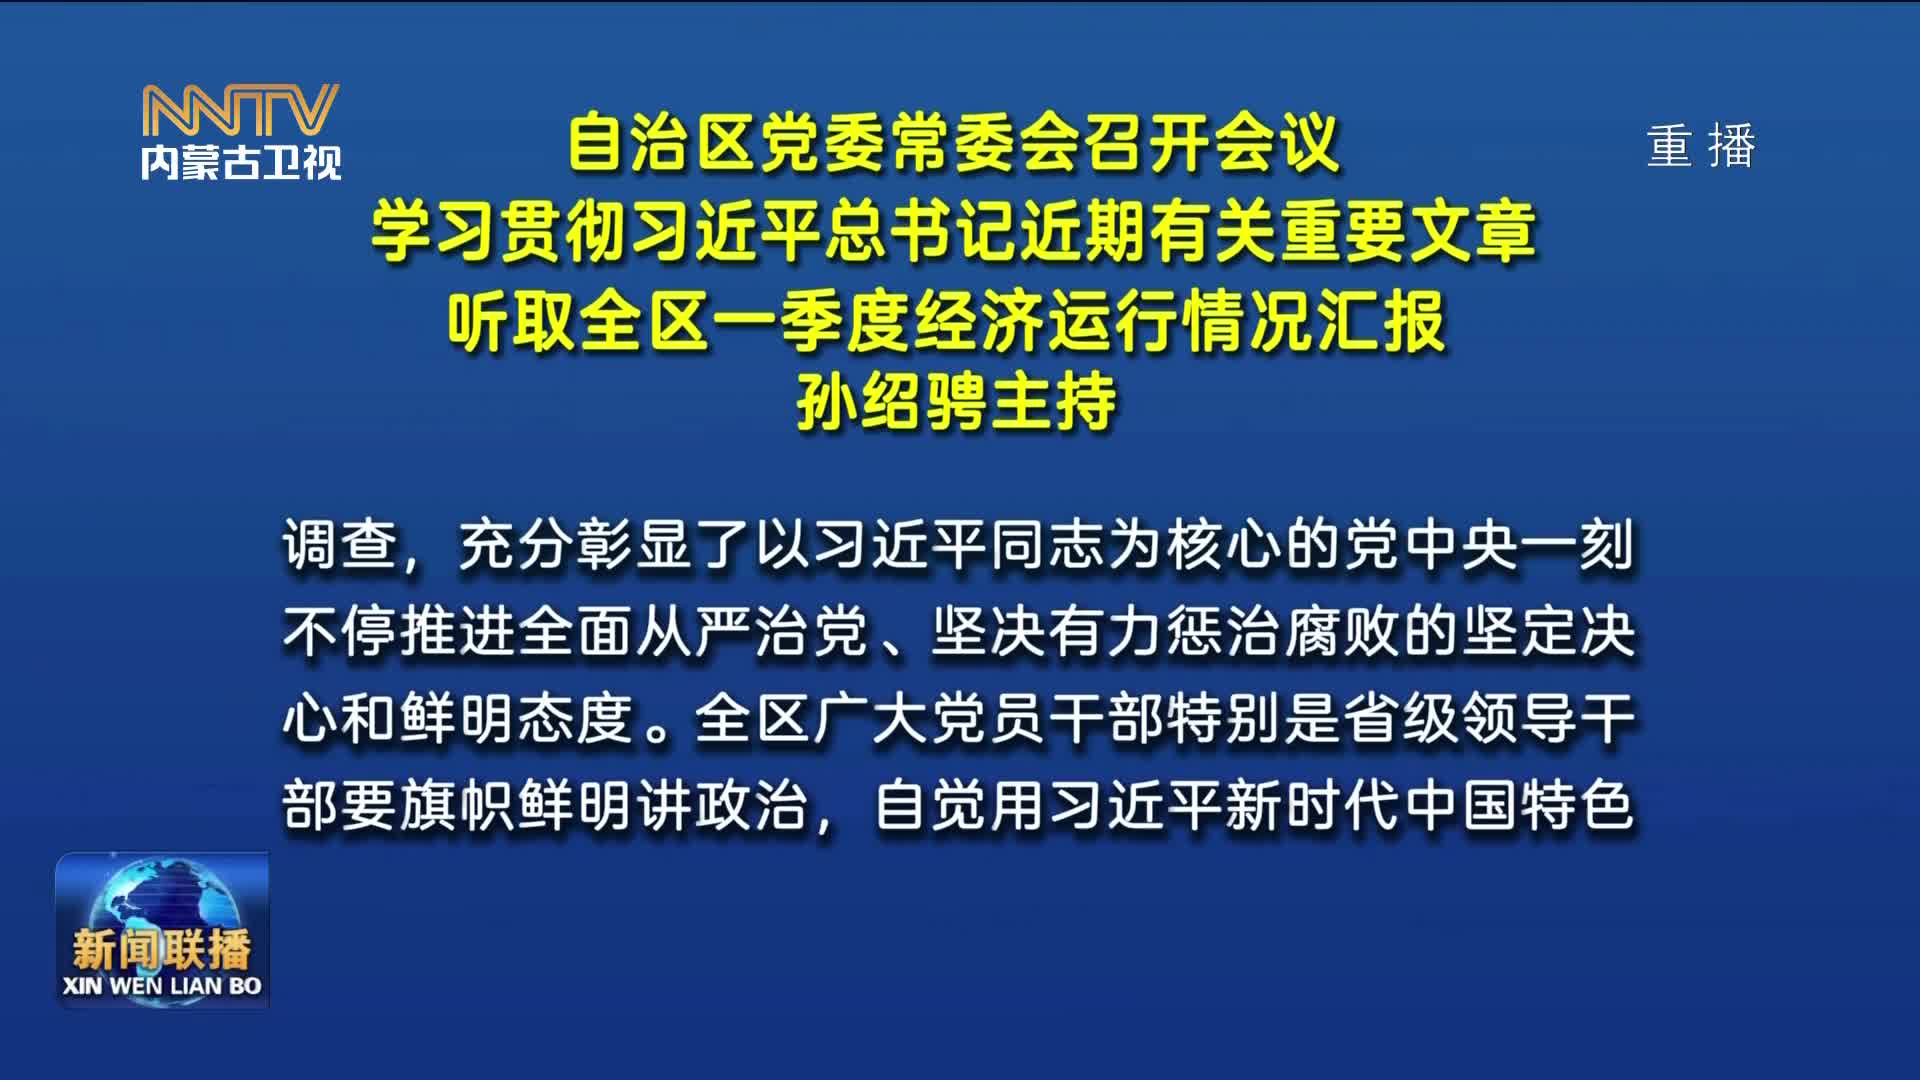 NNTV
内蒙古卫视
重播
自治区党委常委会召开会议
学习贯彻习近平总书记近期有关重要文章
听取全区一季度经济运行情况汇报
孙绍骋主持
调查，充分彰显了以习近平同志为核心的党中央一刻
不停推进全面从严治党、坚决有力惩治腐败的坚定决
心和鲜明态度。全区广大党员干部特别是省级领导干
部要旗帜鲜明讲政治，自觉用习近平新时代中国特色
新闻联播
XIN WEN LIAN BO